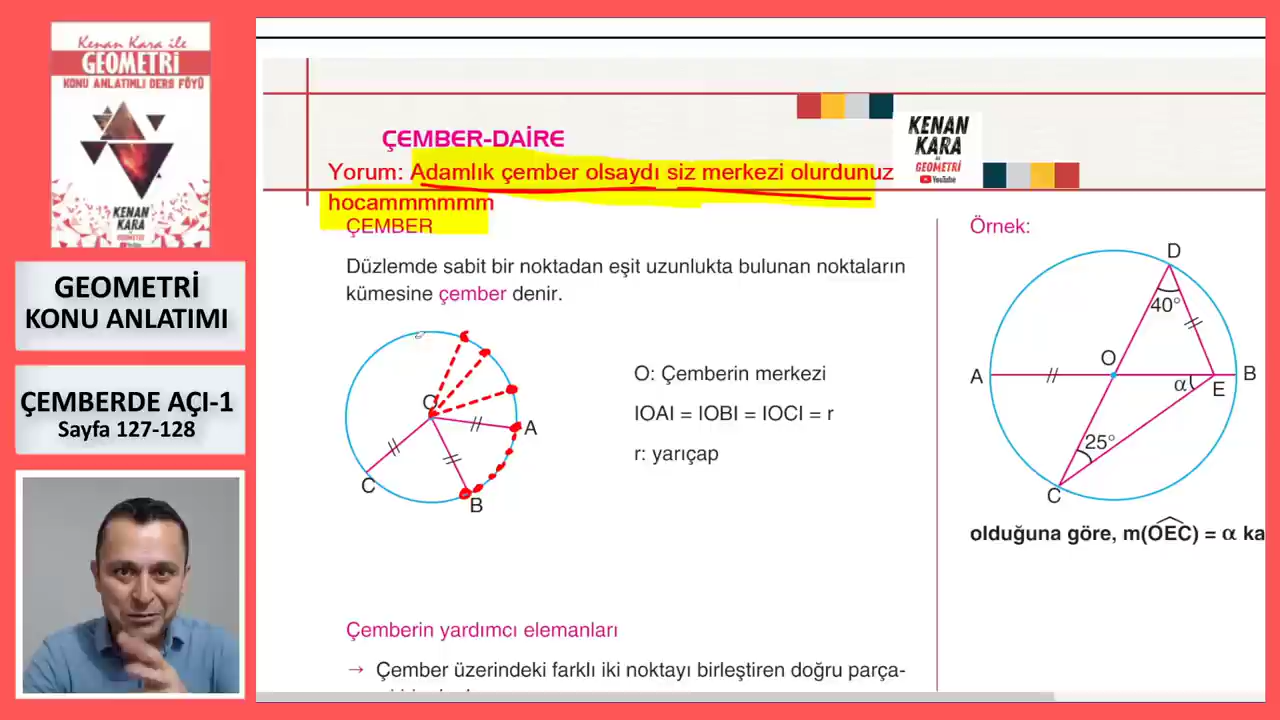 Kenan Kara ile
GEOMETRİ
KONU ANLATIMLI DERS FÖYÜ
KENAN
KARA
GEOMETRİ
KONU ANLATIMI
ÇEMBERDE AÇI-1
Sayfa 127-128
KENAN
KARA
ile
GEOMETRİ
YouTube
ÇEMBER-DAİRE
Yorum: Adamlık çember olsaydı siz merkezi olurdunuz
hocammmmmm
ÇEMBER
Düzlemde sabit bir noktadan eşit uzunlukta bulunan noktaların
kümesine çember denir.
O
A
B
C
O: Çemberin merkezi
IOAI = IOBI = IOCI = r
r: yarıçap
Çemberin yardımcı elemanları
→ Çember üzerindeki farklı iki noktayı birleştiren doğru parça-
Örnek:
D
40°
O
A
B
α
E
25°
C
olduğuna göre, m(OEC) = α ka